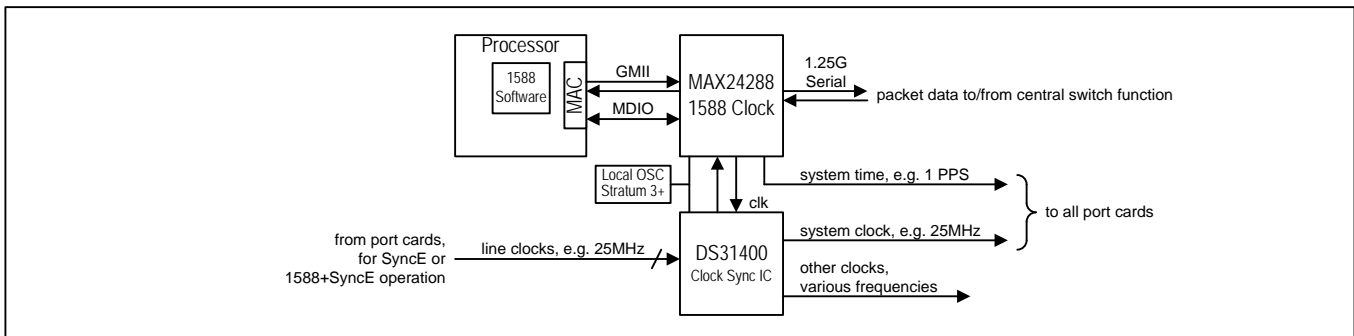 Processor
1588
Software
MAC
GMII
MDIO
MAX24288
1588 Clock
1.25G
Serial
packet data to/from central switch function
Local OSC
Stratum 3+
clk
system time, e.g. 1 PPS
system clock, e.g. 25MHz
to all port cards
from port cards,
for SyncE or
1588+SyncE operation
line clocks, e.g. 25MHz
DS31400
Clock Sync IC
other clocks,
various frequencies